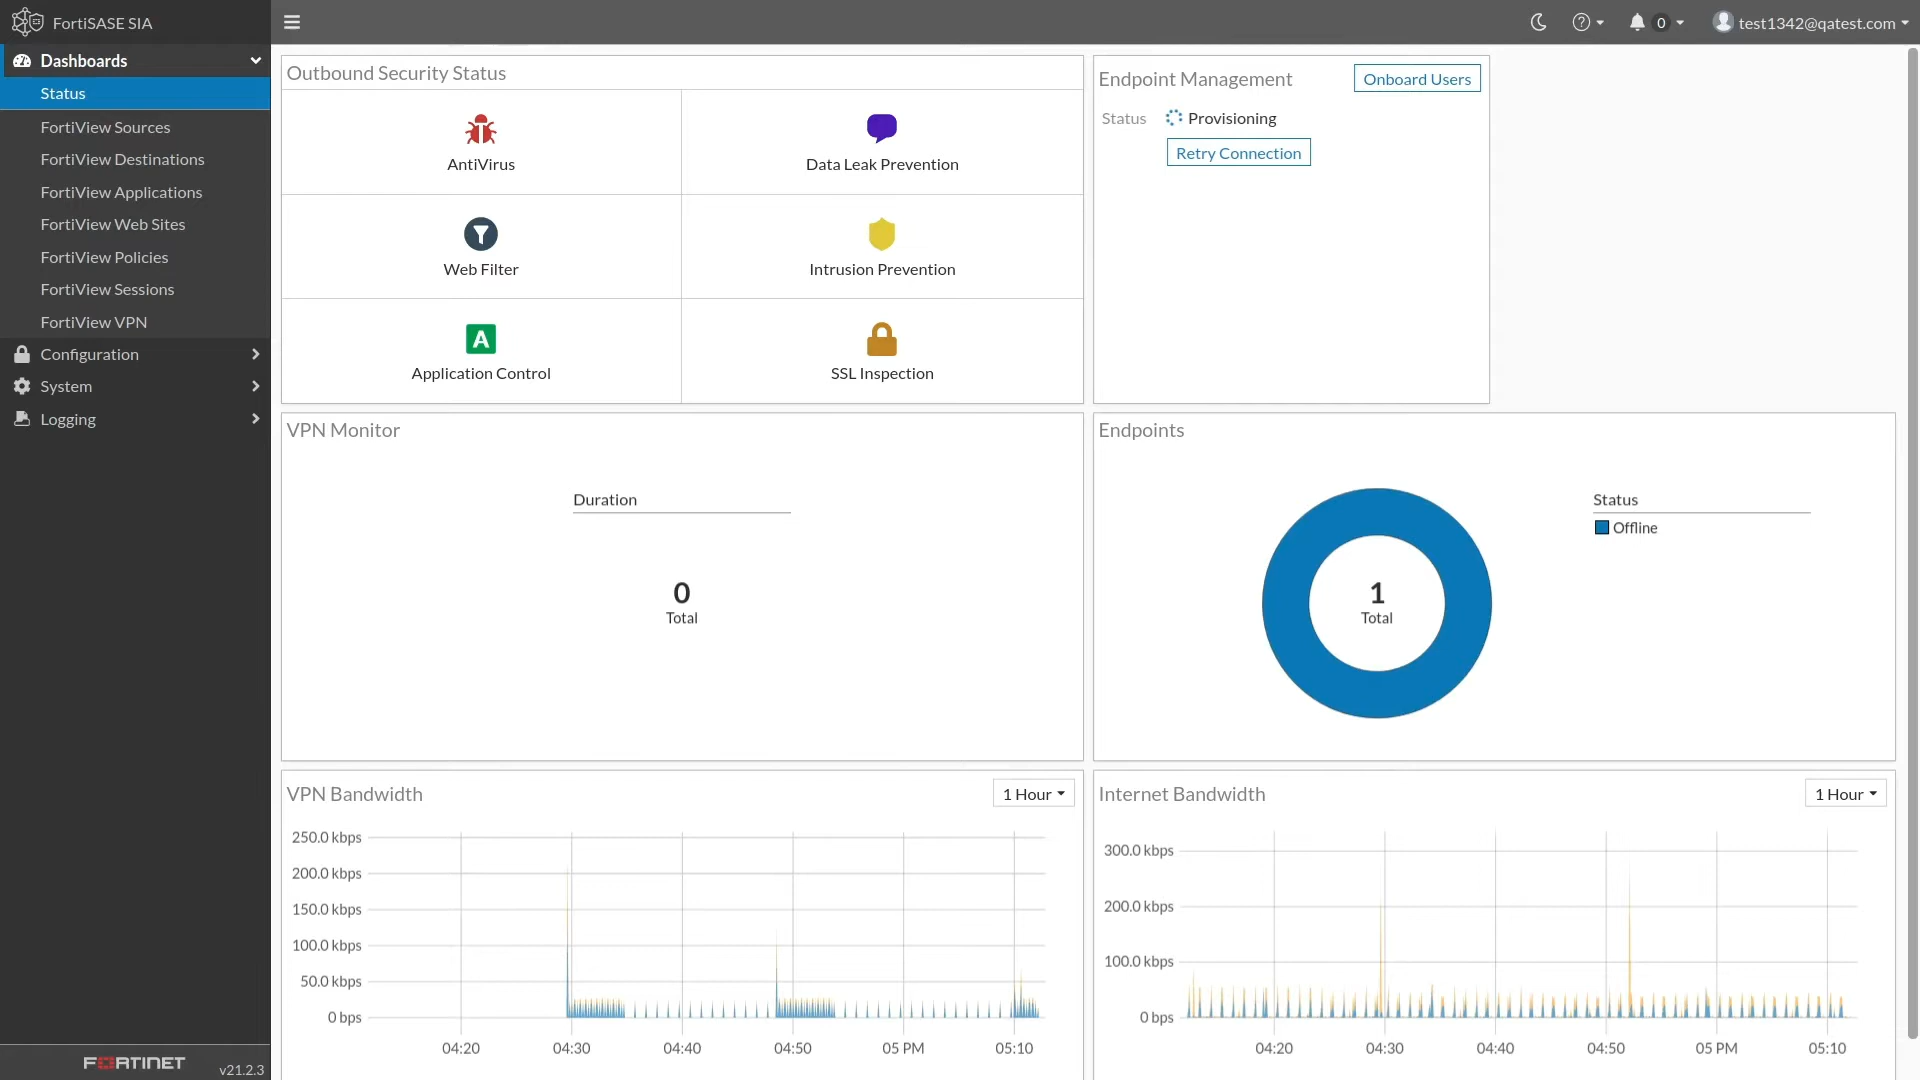 FortiSASE SIA
0
test1342@qatest.com
Dashboards
Status
FortiView Sources
FortiView Destinations
FortiView Applications
FortiView Web Sites
FortiView Policies
FortiView Sessions
FortiView VPN
Configuration
System
Logging
FORTINET
v21.2.3
Outbound Security Status
AntiVirus
Data Leak Prevention
Web Filter
Intrusion Prevention
A
Application Control
SSL Inspection
Endpoint Management
Onboard Users
Status
Provisioning
Retry Connection
VPN Monitor
Duration
0
Total
Endpoints
1
Total
Status
Offline
VPN Bandwidth
1 Hour
250.0 kbps
200.0 kbps
150.0 kbps
100.0 kbps
50.0 kbps
0 bps
04:20 04:30 04:40 04:50 05 PM 05:10
Internet Bandwidth
1 Hour
300.0 kbps
200.0 kbps
100.0 kbps
0 bps
04:20 04:30 04:40 04:50 05 PM 05:10